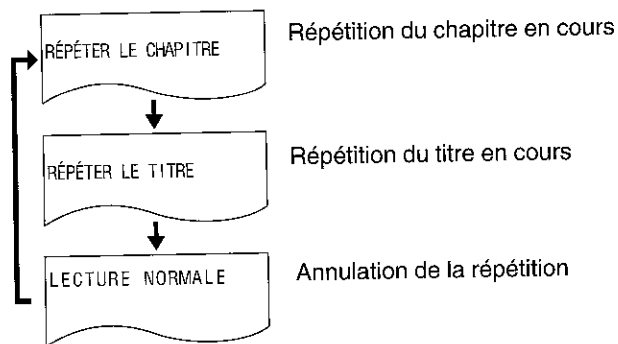 RÉPÉTER LE CHAPITRE
Répétition du chapitre en cours
RÉPÉTER LE TITRE
Répétition du titre en cours
LECTURE NORMALE
Annulation de la répétition